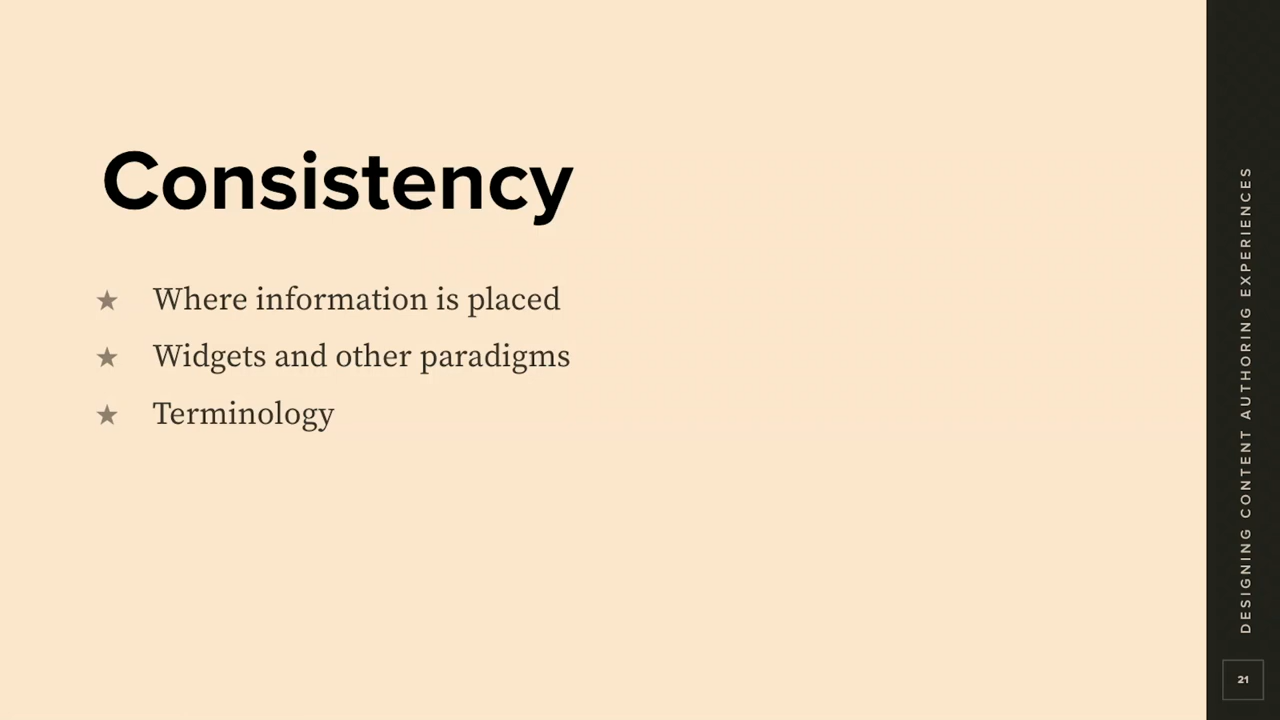 Consistency
★ Where information is placed
★ Widgets and other paradigms
★ Terminology
DESIGNING CONTENT AUTHORING EXPERIENCES
21